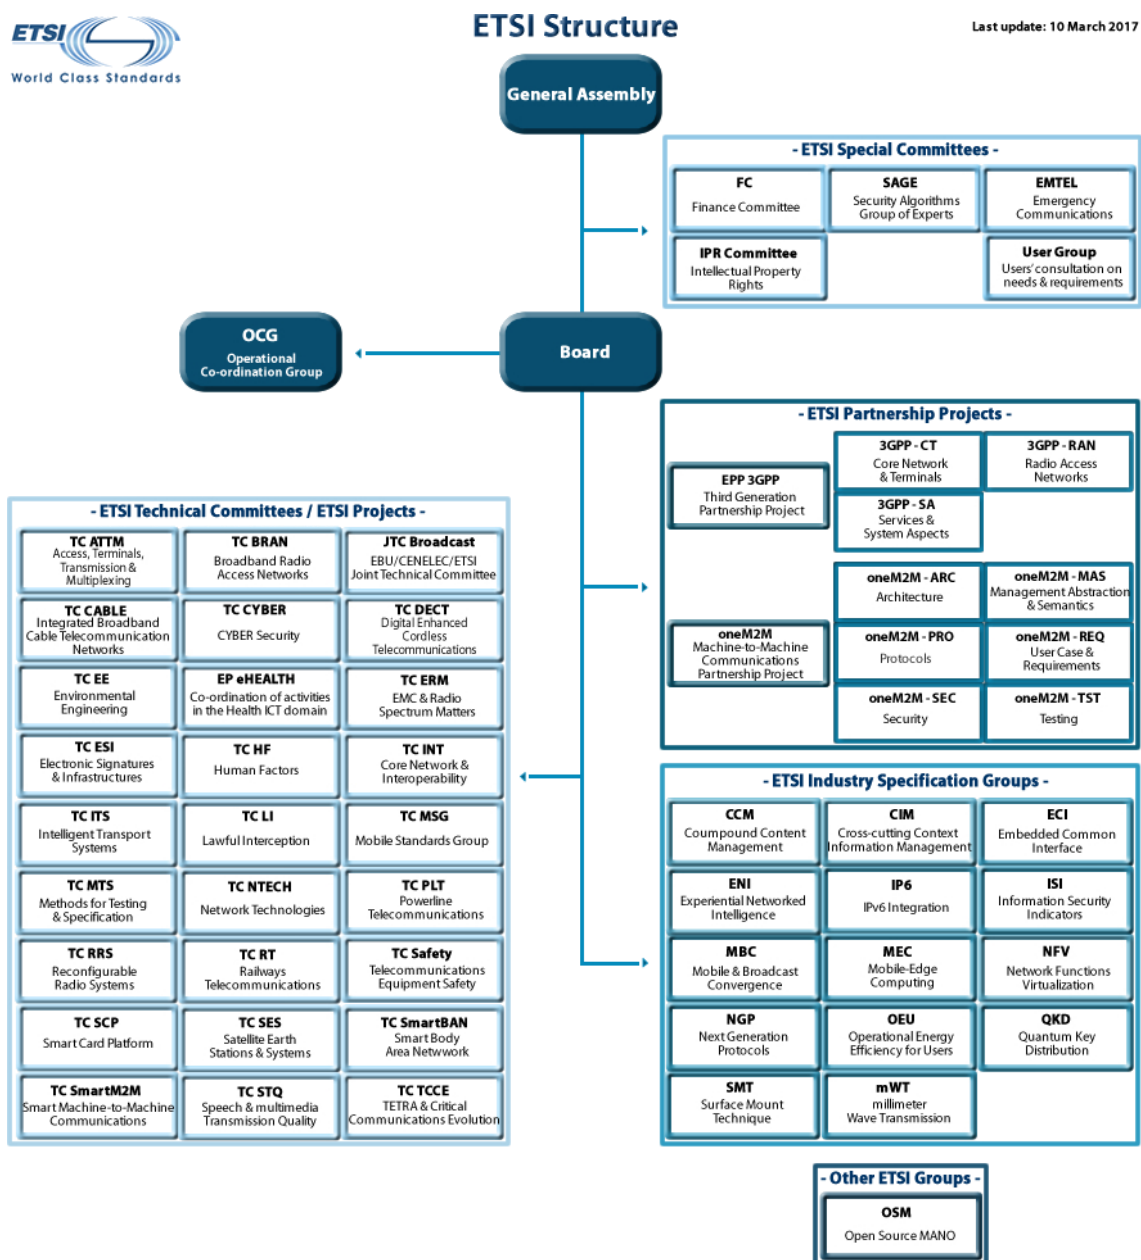 ETSI
World Class Standards
ETSI Structure
Last update: 10 March 2017
General Assembly
- ETSI Special Committees -
FC
Finance Committee
SAGE
Security Algorithms
Group of Experts
EMTEL
Emergency
Communications
IPR Committee
Intellectual Property
Rights
User Group
Users' consultation on
needs & requirements
OCG
Operational
Co-ordination Group
Board
- ETSI Partnership Projects -
EPP 3GPP
Third Generation
Partnership Project
3GPP - CT
Core Network
& Terminals
3GPP - RAN
Radio Access
Networks
3GPP - SA
Services &
System Aspects
oneM2M
Machine-to-Machine
Communications
Partnership Project
oneM2M - ARC
Architecture
oneM2M - MAS
Management Abstraction
& Semantics
oneM2M - PRO
Protocols
oneM2M - REQ
User Case &
Requirements
oneM2M - SEC
Security
oneM2M - TST
Testing
- ETSI Technical Committees / ETSI Projects -
TC ATTM
Access, Terminals,
Transmission &
Multiplexing
TC BRAN
Broadband Radio
Access Networks
JTC Broadcast
EBU/CENELEC/ETSI
Joint Technical Committee
TC CABLE
Integrated Broadband
Cable Telecommunication
Networks
TC CYBER
CYBER Security
TC DECT
Digital Enhanced
Cordless
Telecommunications
TC EE
Environmental
Engineering
EP eHEALTH
Co-ordination of activities
in the Health ICT domain
TC ERM
EMC & Radio
Spectrum Matters
TC ESI
Electronic Signatures
& Infrastructures
TC HF
Human Factors
TC INT
Core Network &
Interoperability
TC ITS
Intelligent Transport
Systems
TC LI
Lawful Interception
TC MSG
Mobile Standards Group
TC MTS
Methods for Testing
& Specification
TC NTECH
Network Technologies
TC PLT
Powerline
Telecommunications
TC RRS
Reconfigurable
Radio Systems
TC RT
Railways
Telecommunications
TC Safety
Telecommunications
Equipment Safety
TC SCP
Smart Card Platform
TC SES
Satellite Earth
Stations & Systems
TC SmartBAN
Smart Body
Area Netwwork
TC SmartM2M
Smart Machine-to-Machine
Communications
TC STQ
Speech & multimedia
Transmission Quality
TC TCCE
TETRA & Critical
Communications Evolution
- ETSI Industry Specification Groups -
CCM
Coumpound Content
Management
CIM
Cross-cutting Context
Information Management
ECI
Embedded Common
Interface
ENI
Experiential Networked
Intelligence
IP6
IPv6 Integration
ISI
Information Security
Indicators
MBC
Mobile & Broadcast
Convergence
MEC
Mobile-Edge
Computing
NFV
Network Functions
Virtualization
NGP
Next Generation
Protocols
OEU
Operational Energy
Efficiency for Users
QKD
Quantum Key
Distribution
SMT
Surface Mount
Technique
mWT
millimeter
Wave Transmission
- Other ETSI Groups -
OSM
Open Source MANO